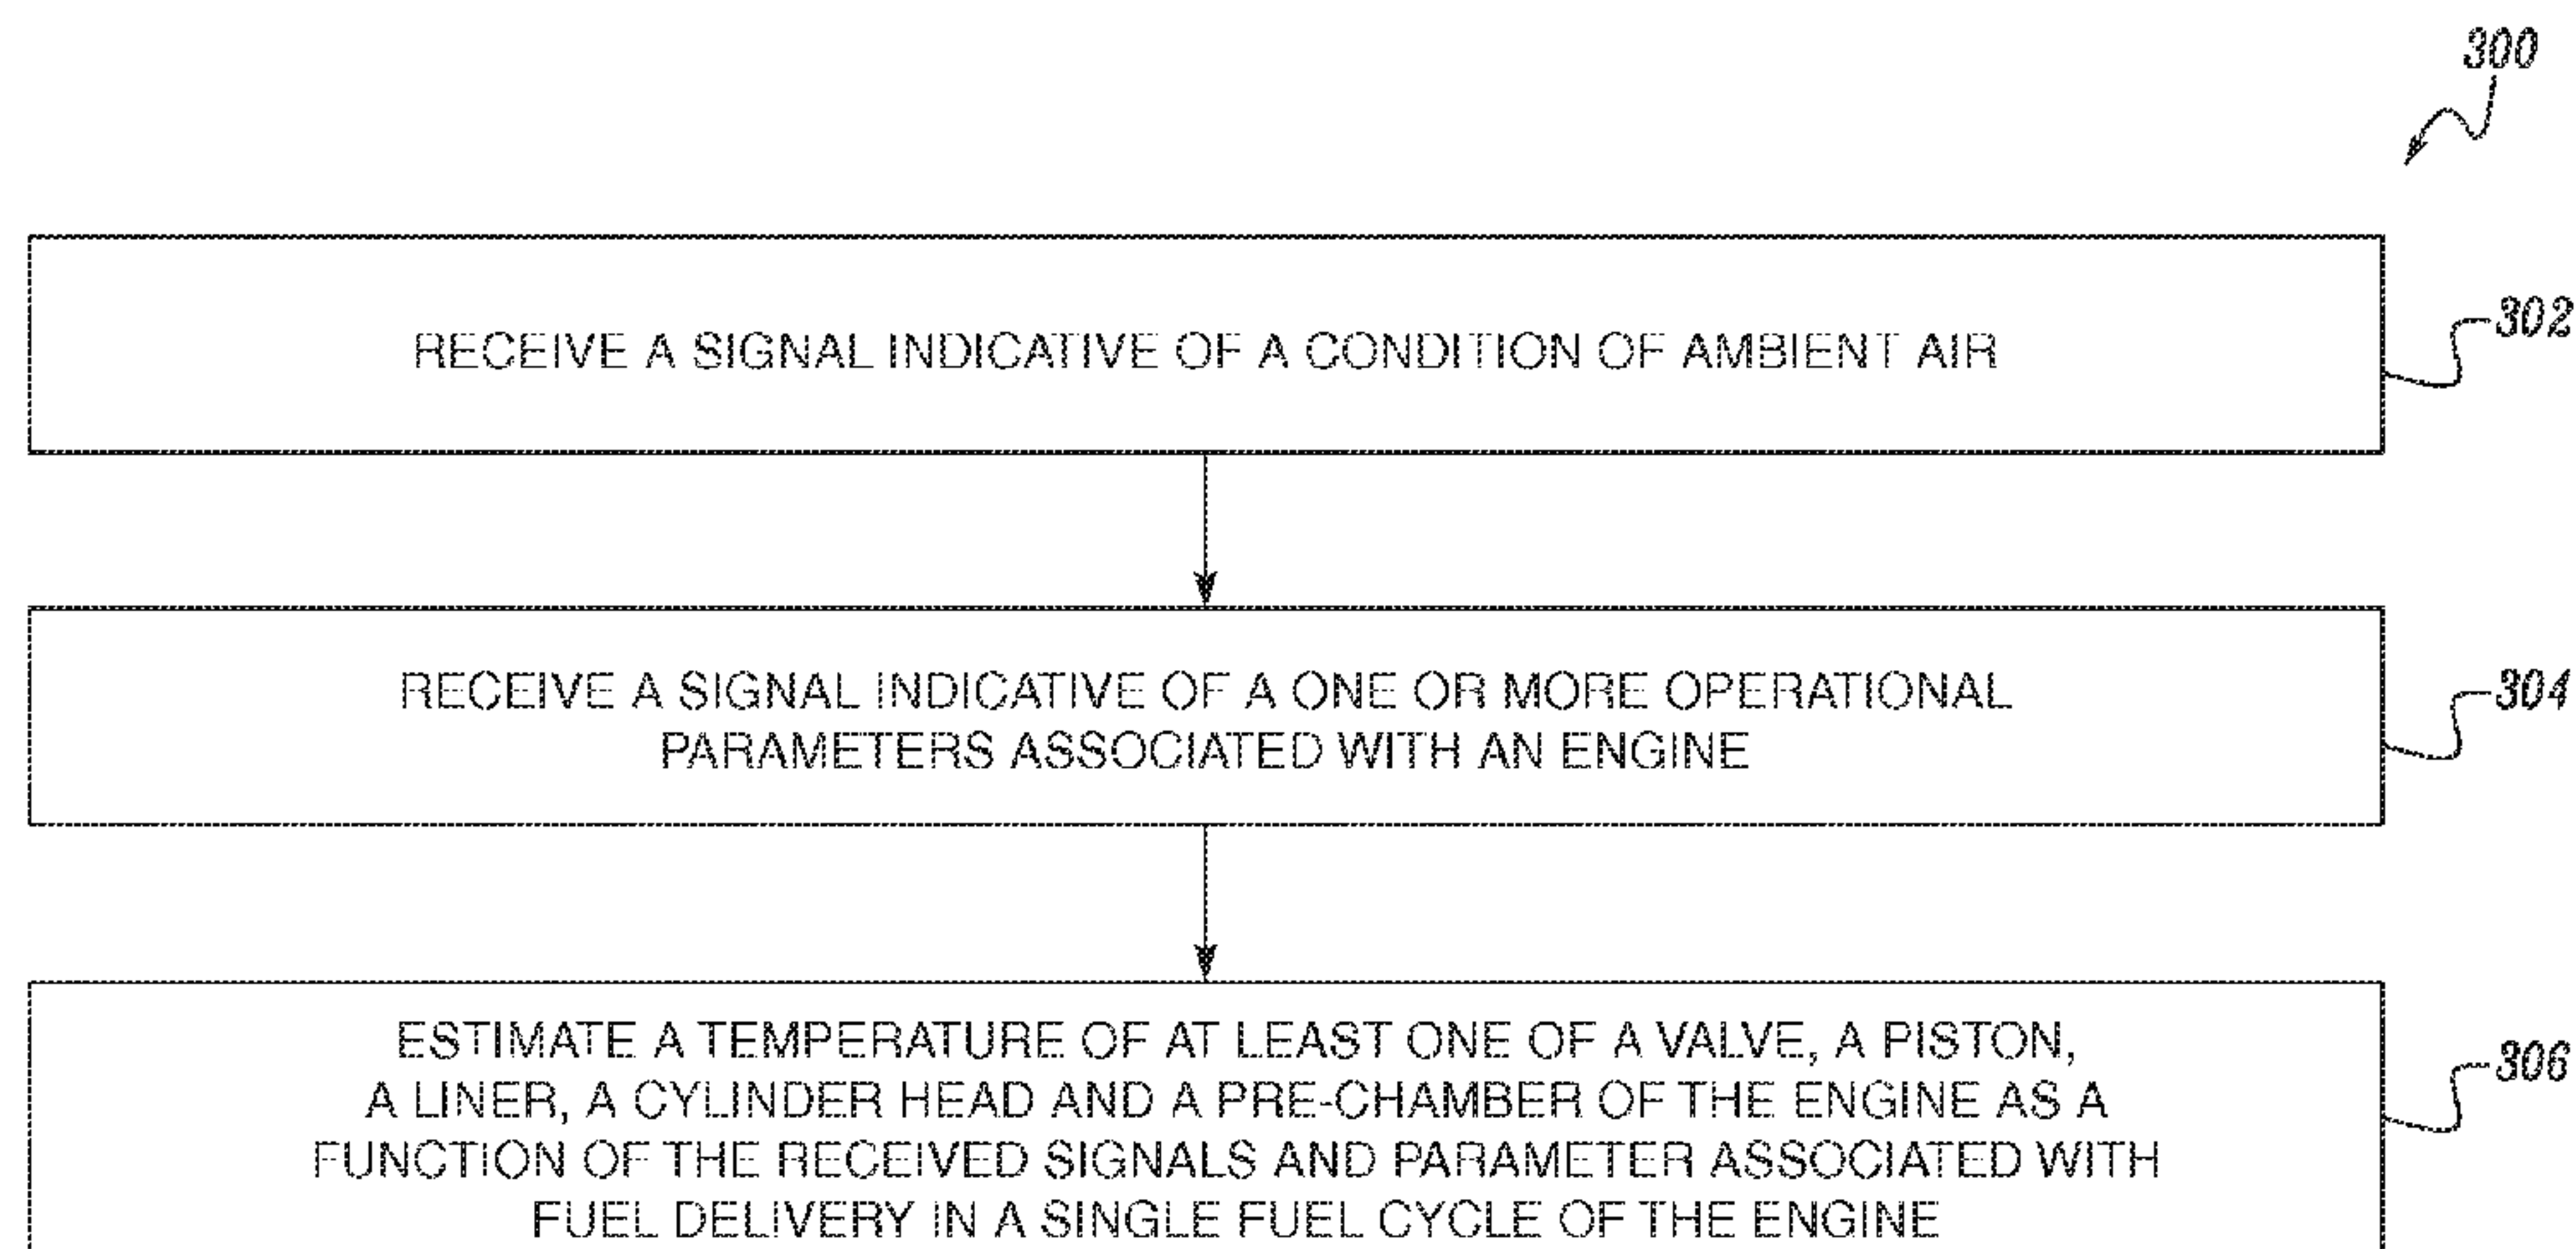 300
RECEIVE A SIGNAL INDICATIVE OF A CONDITION OF AMBIENT AIR
302
RECEIVE A SIGNAL INDICATIVE OF A ONE OR MORE OPERATIONAL
PARAMETERS ASSOCIATED WITH AN ENGINE
304
ESTIMATE A TEMPERATURE OF AT LEAST ONE OF A VALVE, A PISTON,
A LINER, A CYLINDER HEAD AND A PRE-CHAMBER OF THE ENGINE AS A
FUNCTION OF THE RECEIVED SIGNALS AND PARAMETER ASSOCIATED WITH
FUEL DELIVERY IN A SINGLE FUEL CYCLE OF THE ENGINE
306